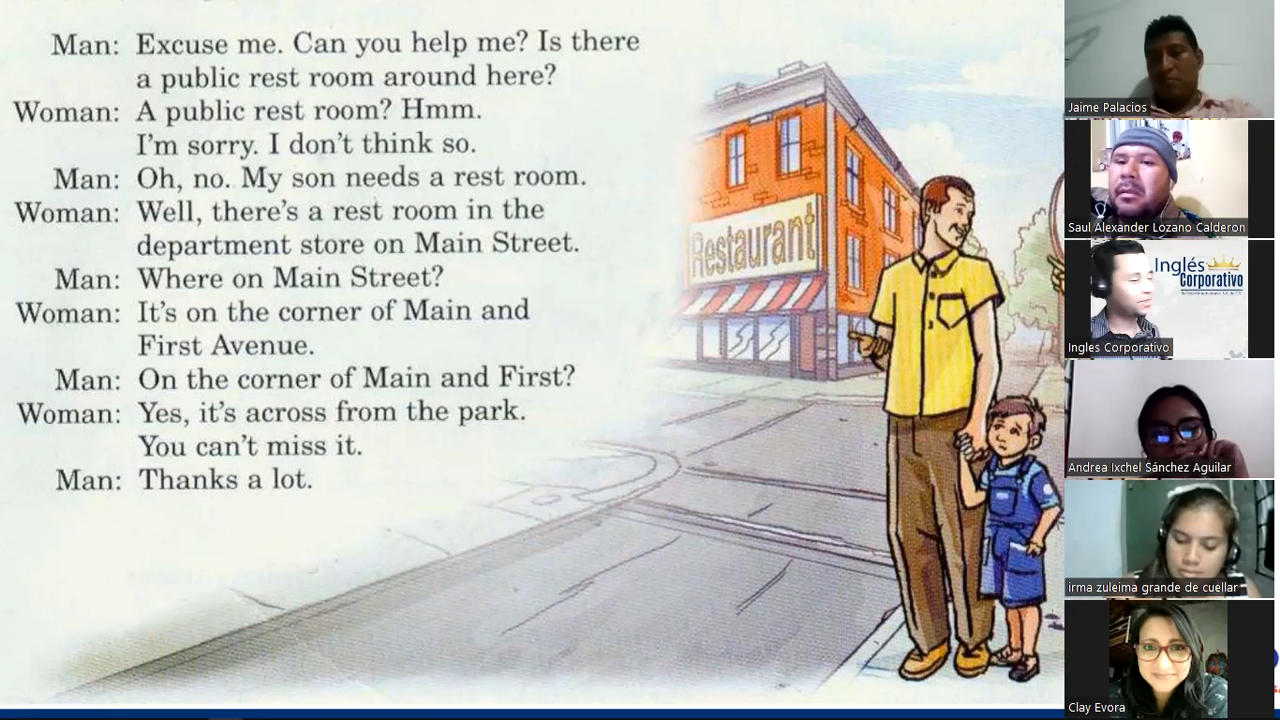 Man: Excuse me. Can you help me? Is there
a public rest room around here?
Woman: A public rest room? Hmm.
I'm sorry. I don't think so.
Man: Oh, no. My son needs a rest room.
Woman: Well, there's a rest room in the
department store on Main Street.
Man: Where on Main Street?
Woman: It's on the corner of Main and
First Avenue.
Man: On the corner of Main and First?
Woman: Yes, it's across from the park.
You can't miss it.
Man: Thanks a lot.
Restaurant
Jaime Palacios
Saul Alexander Lozano Calderon
Inglés
Corporativo
Ingles Corporativo
Andrea Ixchel Sánchez Aguilar
irma zuleima grande de cuellar
Clay Evora